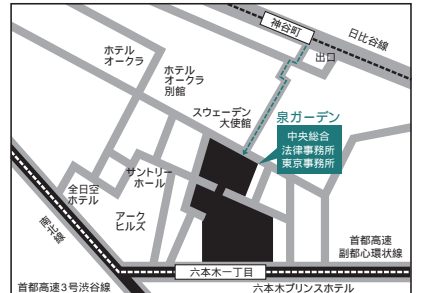 神谷町
日比谷線
出口
ホテル
オークラ
ホテル
オークラ
別館
スウェーデン
大使館
泉ガーデン
中央総合
法律事務所
東京事務所
サントリー
ホール
全日空
ホテル
アーク
ヒルズ
南北線
首都高速
副都心環状線
六本木一丁目
首都高速3号渋谷線
六本木プリンスホテル